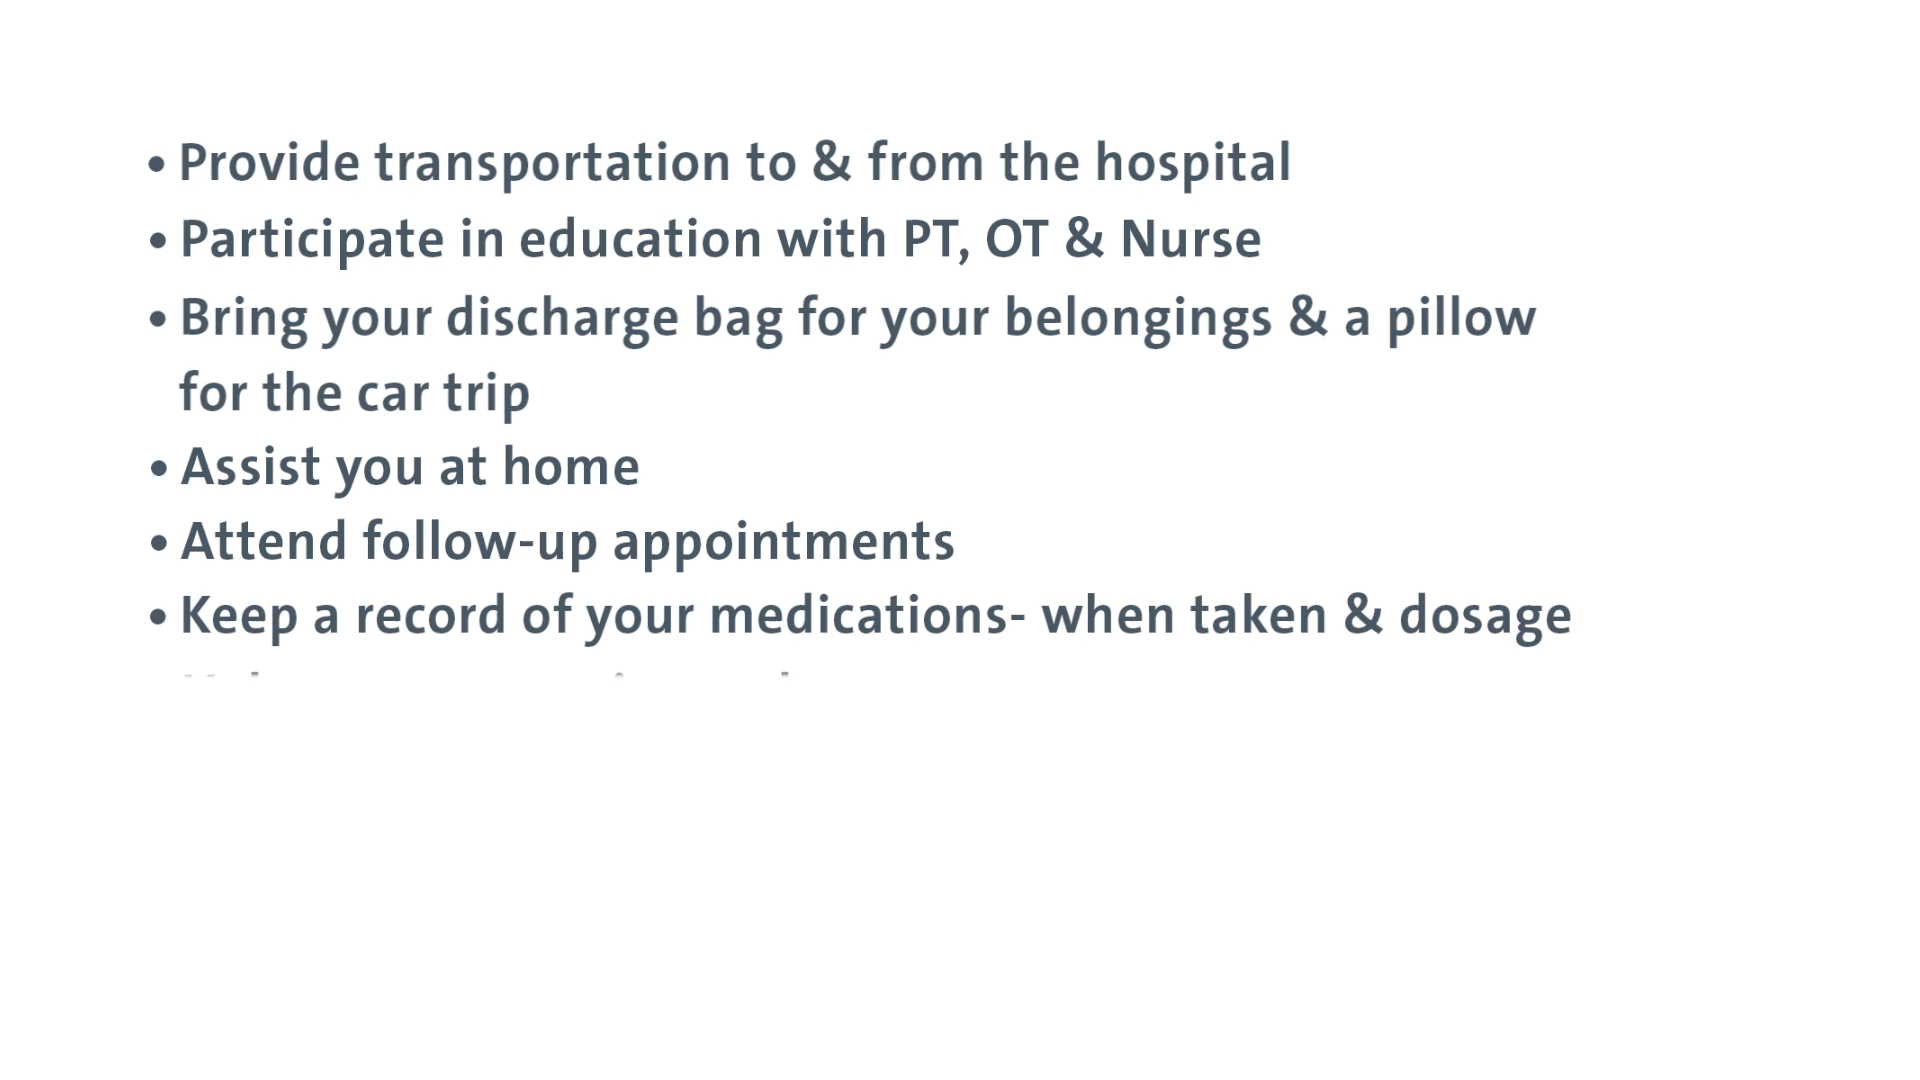 • Provide transportation to & from the hospital
• Participate in education with PT, OT & Nurse
• Bring your discharge bag for your belongings & a pillow
for the car trip
• Assist you at home
• Attend follow-up appointments
• Keep a record of your medications- when taken & dosage